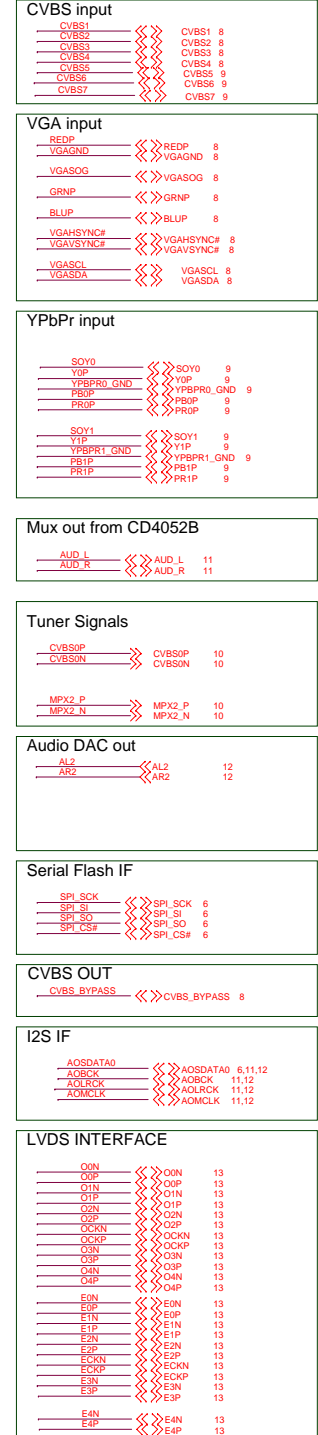 CVBS input
CVBS1 CVBS1 8
CVBS2 CVBS2 8
CVBS3 CVBS3 8
CVBS4 CVBS4 8
CVBS5 CVBS5 9
CVBS6 CVBS6 9
CVBS7 CVBS7 9
VGA input
REDP REDP 8
VGAGND VGAGND 8
VGASOG VGASOG 8
GRNP GRNP 8
BLUP BLUP 8
VGAHSYNC# VGAHSYNC# 8
VGAVSYNC# VGAVSYNC# 8
VGASCL VGASCL 8
VGASDA VGASDA 8
YPbPr input
SOY0 SOY0 9
Y0P Y0P 9
YPBPR0_GND YPBPR0_GND 9
PB0P PB0P 9
PR0P PR0P 9
SOY1 SOY1 9
Y1P Y1P 9
YPBPR1_GND YPBPR1_GND 9
PB1P PB1P 9
PR1P PR1P 9
Mux out from CD4052B
AUD_L AUD_L 11
AUD_R AUD_R 11
Tuner Signals
CVBS0P CVBS0P 10
CVBS0N CVBS0N 10
MPX2_P MPX2_P 10
MPX2_N MPX2_N 10
Audio DAC out
AL2 AL2 12
AR2 AR2 12
Serial Flash IF
SPI_SCK SPI_SCK 6
SPI_SI SPI_SI 6
SPI_SO SPI_SO 6
SPI_CS# SPI_CS# 6
CVBS OUT
CVBS_BYPASS CVBS_BYPASS 8
I2S IF
AOSDATA0 AOSDATA0 6,11,12
AOBCK AOBCK 11,12
AOLRCK AOLRCK 11,12
AOMCLK AOMCLK 11,12
LVDS INTERFACE
O0N O0N 13
O0P O0P 13
O1N O1N 13
O1P O1P 13
O2N O2N 13
O2P O2P 13
OCKN OCKN 13
OCKP OCKP 13
O3N O3N 13
O3P O3P 13
O4N O4N 13
O4P O4P 13
E0N E0N 13
E0P E0P 13
E1N E1N 13
E1P E1P 13
E2N E2N 13
E2P E2P 13
ECKN ECKN 13
ECKP ECKP 13
E3N E3N 13
E3P E3P 13
E4N E4N 13
E4P E4P 13